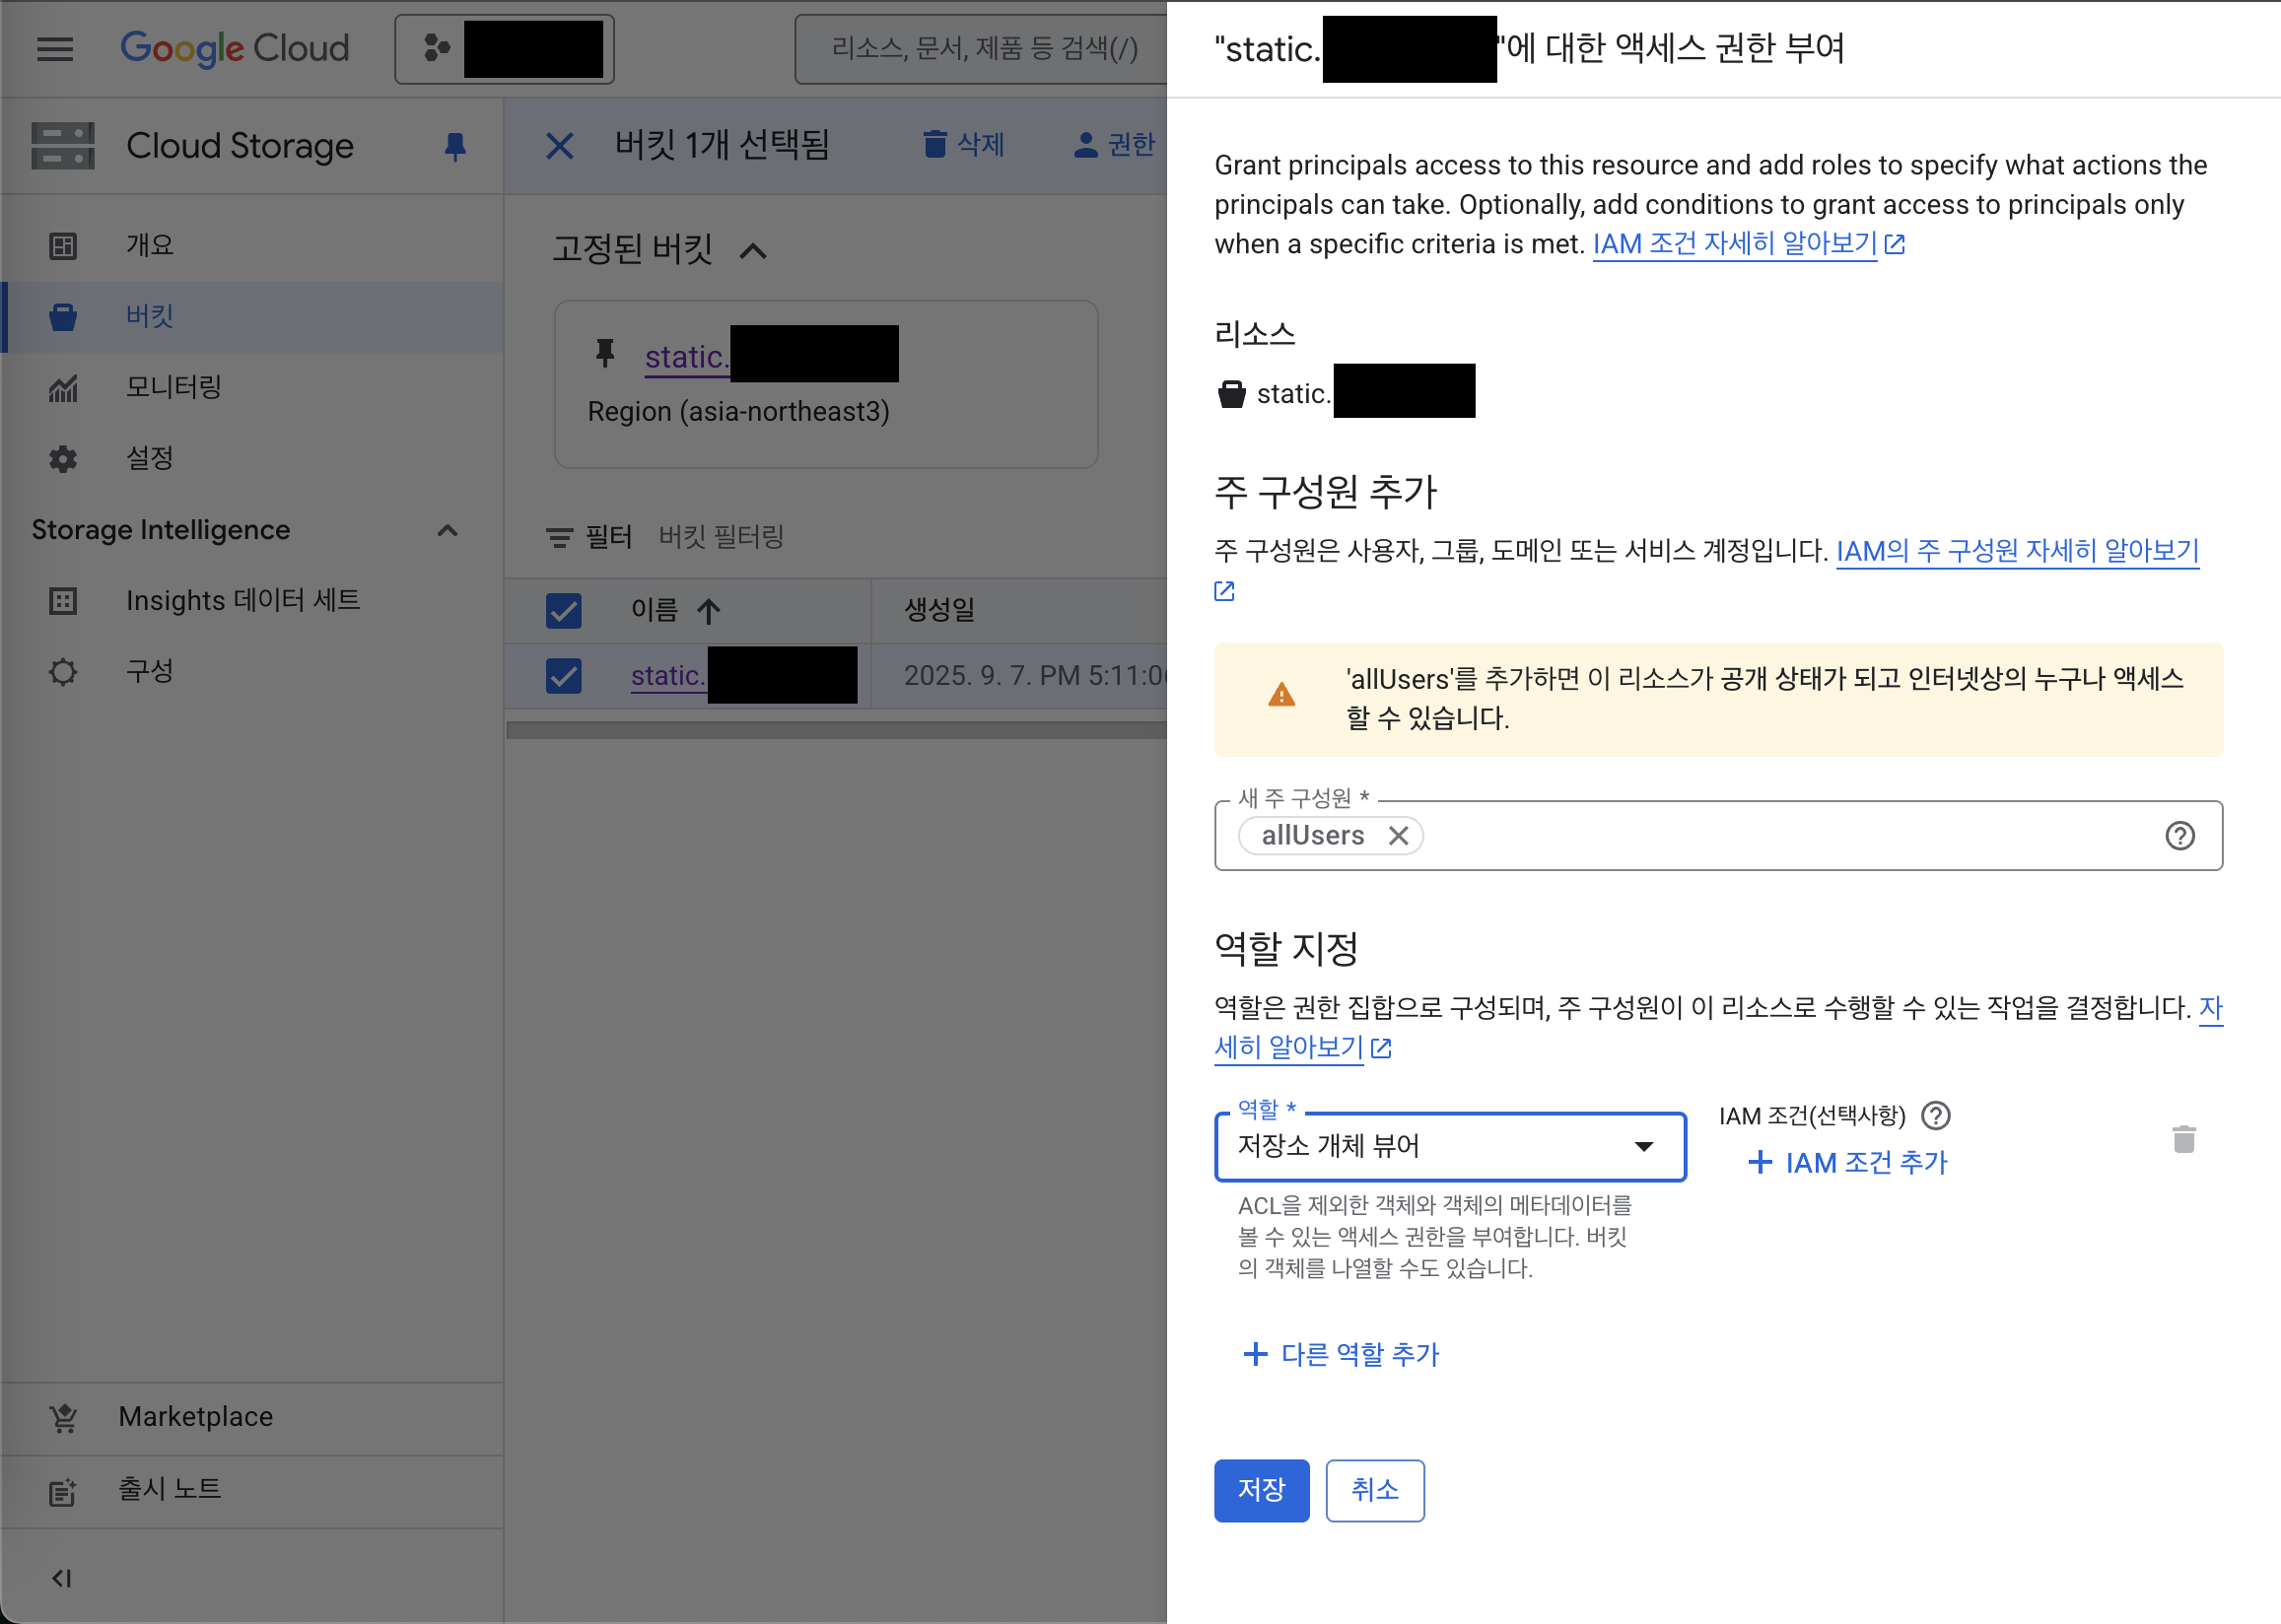 Google Cloud
리소스, 문서, 제품 등 검색(/)
Cloud Storage
개요
버킷
모니터링
설정
Storage Intelligence
Insights 데이터 세트
구성
Marketplace
출시 노트
버킷 1개 선택됨
삭제
권한
고정된 버킷
static.
Region (asia-northeast3)
필터 버킷 필터링
이름 생성일
static. 2025. 9. 7. PM 5:11:06
"static. "에 대한 액세스 권한 부여
Grant principals access to this resource and add roles to specify what actions the
principals can take. Optionally, add conditions to grant access to principals only
when a specific criteria is met. IAM 조건 자세히 알아보기
리소스
static.
주 구성원 추가
주 구성원은 사용자, 그룹, 도메인 또는 서비스 계정입니다. IAM의 주 구성원 자세히 알아보기
'allUsers'를 추가하면 이 리소스가 공개 상태가 되고 인터넷상의 누구나 액세스
할 수 있습니다.
새 주 구성원 *
allUsers
역할 지정
역할은 권한 집합으로 구성되며, 주 구성원이 이 리소스로 수행할 수 있는 작업을 결정합니다. 자
세히 알아보기
역할 *
저장소 개체 뷰어
IAM 조건(선택사항)
IAM 조건 추가
ACL을 제외한 객체와 객체의 메타데이터를
볼 수 있는 액세스 권한을 부여합니다. 버킷
의 객체를 나열할 수도 있습니다.
다른 역할 추가
저장
취소